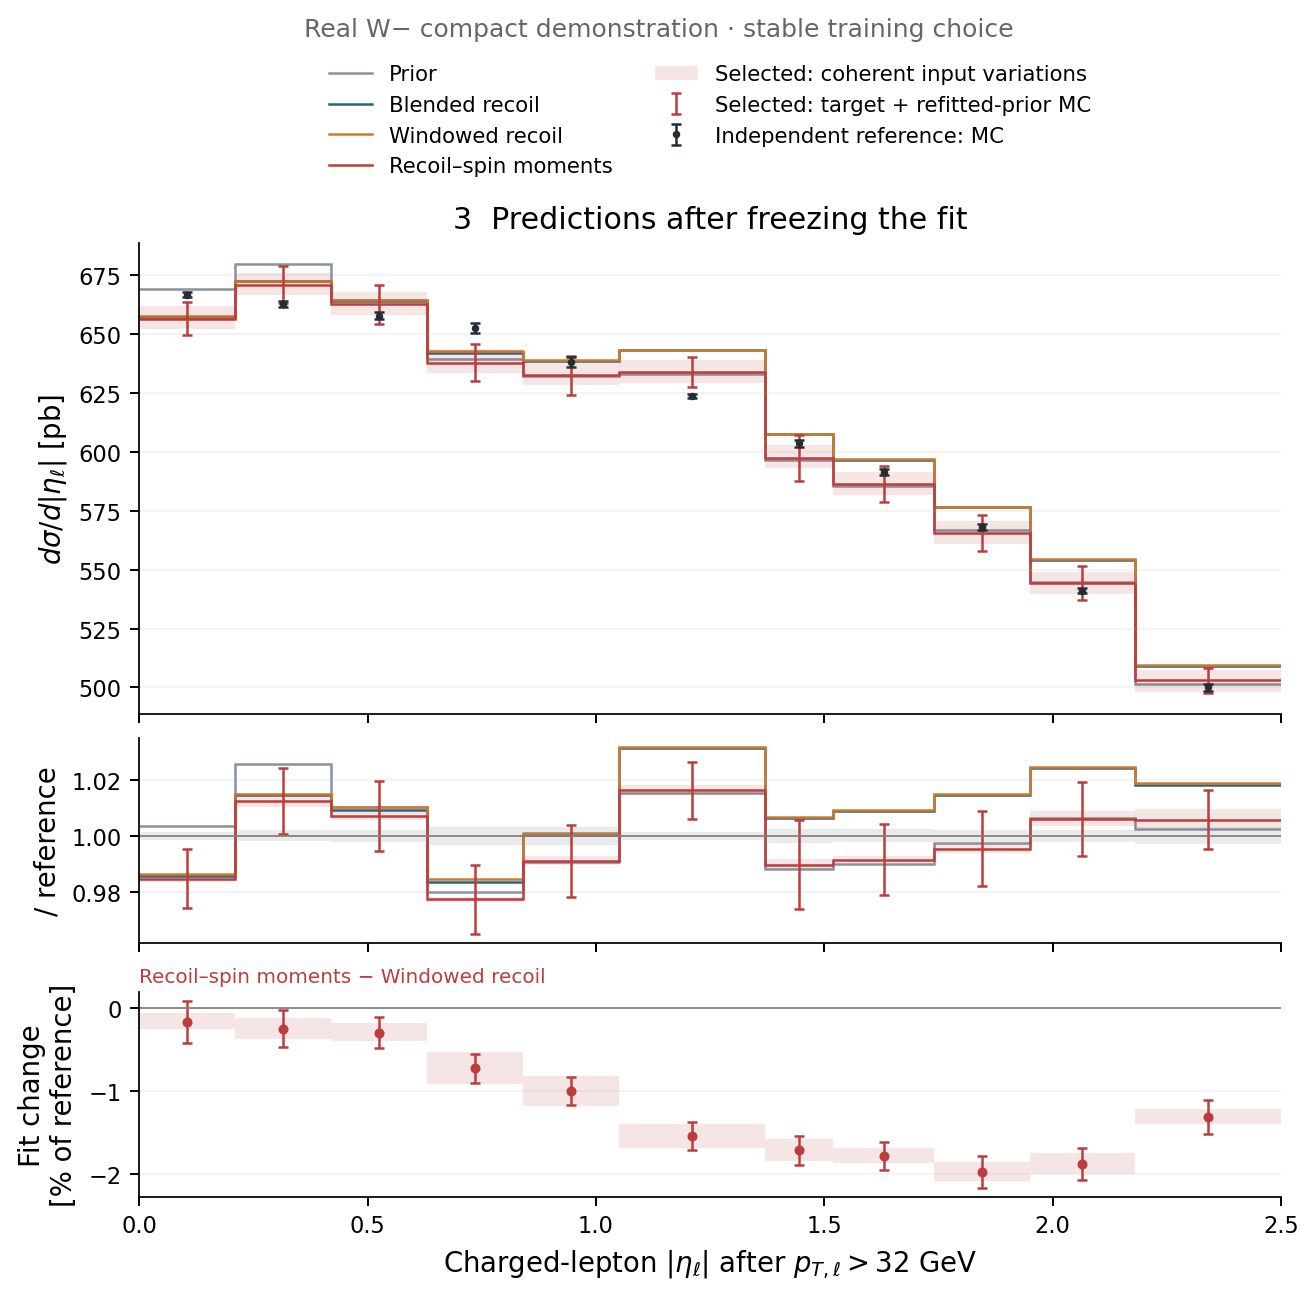 Real W− compact demonstration · stable training choice
Prior
Blended recoil
Windowed recoil
Recoil–spin moments
Selected: coherent input variations
Selected: target + refitted-prior MC
Independent reference: MC
3 Predictions after freezing the fit
dσ/d|ηℓ| [pb]
675
650
625
600
575
550
525
500
/ reference
1.02
1.00
0.98
Recoil–spin moments − Windowed recoil
Fit change
[% of reference]
0
−1
−2
0.0 0.5 1.0 1.5 2.0 2.5
Charged-lepton |ηℓ| after pT,ℓ > 32 GeV